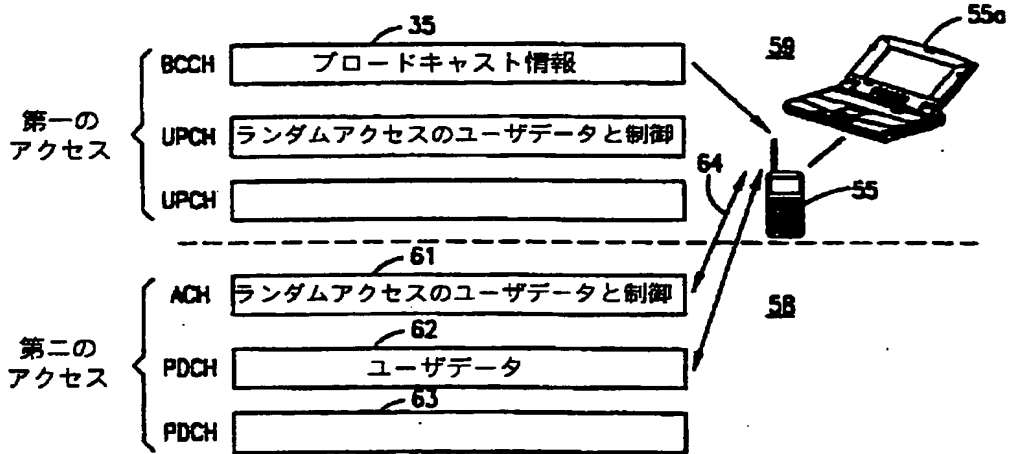 35
55a
BCCH ブロードキャスト情報
59
第一の
アクセス
UPCH ランダムアクセスのユーザデータと制御
64
UPCH
55
61
ACH ランダムアクセスのユーザデータと制御
58
62
第二の
アクセス
PDCH ユーザデータ
63
PDCH